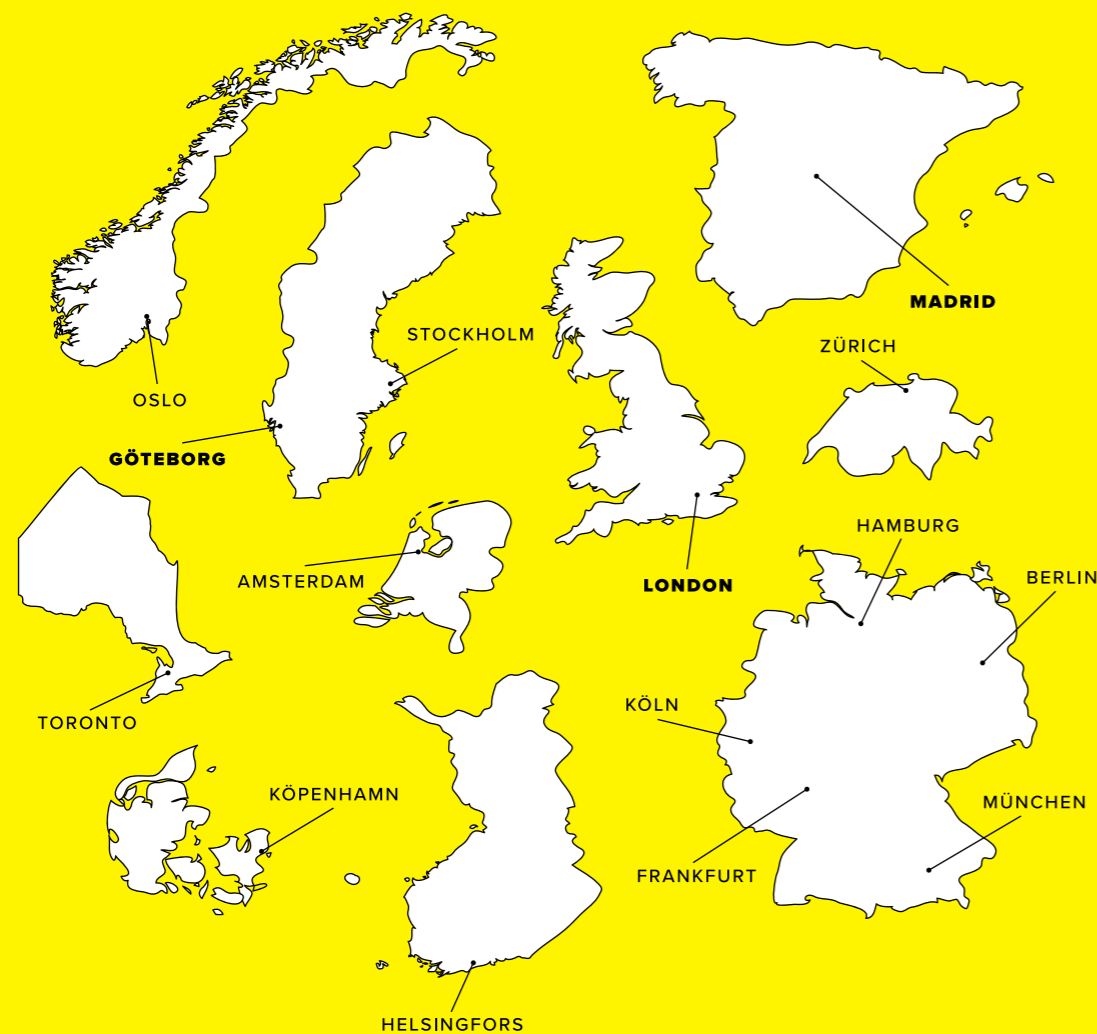 MADRID
STOCKHOLM
ZÜRICH
OSLO
GÖTEBORG
HAMBURG
AMSTERDAM
LONDON
BERLIN
TORONTO
KÖLN
KÖPENHAMN
MÜNCHEN
FRANKFURT
HELSINGFORS